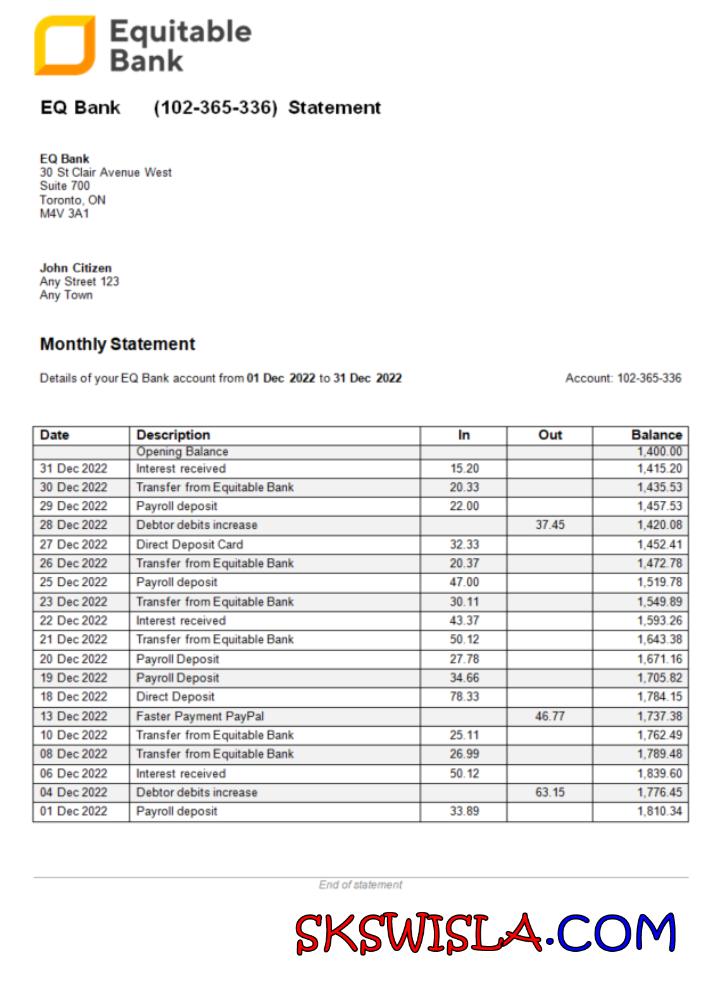 Equitable
Bank
EQ Bank (102-365-336) Statement
EQ Bank
30 St Clair Avenue West
Suite 700
Toronto, ON
M4V 3A1
John Citizen
Any Street 123
Any Town
Monthly Statement
Details of your EQ Bank account from 01 Dec 2022 to 31 Dec 2022 Account: 102-365-336
Date Description In Out Balance
Opening Balance 1,400.00
31 Dec 2022 Interest received 15.20 1,415.20
30 Dec 2022 Transfer from Equitable Bank 20.33 1,435.53
29 Dec 2022 Payroll deposit 22.00 1,457.53
28 Dec 2022 Debtor debits increase 37.45 1,420.08
27 Dec 2022 Direct Deposit Card 32.33 1,452.41
26 Dec 2022 Transfer from Equitable Bank 20.37 1,472.78
25 Dec 2022 Payroll deposit 47.00 1,519.78
23 Dec 2022 Transfer from Equitable Bank 30.11 1,549.89
22 Dec 2022 Interest received 43.37 1,593.26
21 Dec 2022 Transfer from Equitable Bank 50.12 1,643.38
20 Dec 2022 Payroll Deposit 27.78 1,671.16
19 Dec 2022 Payroll Deposit 34.66 1,705.82
18 Dec 2022 Direct Deposit 78.33 1,784.15
13 Dec 2022 Faster Payment PayPal 46.77 1,737.38
10 Dec 2022 Transfer from Equitable Bank 25.11 1,762.49
08 Dec 2022 Transfer from Equitable Bank 26.99 1,789.48
06 Dec 2022 Interest received 50.12 1,839.60
04 Dec 2022 Debtor debits increase 63.15 1,776.45
01 Dec 2022 Payroll deposit 33.89 1,810.34
End of statement
SKSWISLA.COM